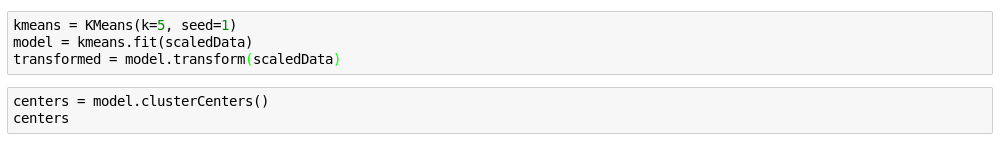 kmeans = KMeans(k=5, seed=1)
model = kmeans.fit(scaledData)
transformed = model.transform(scaledData)
centers = model.clusterCenters()
centers